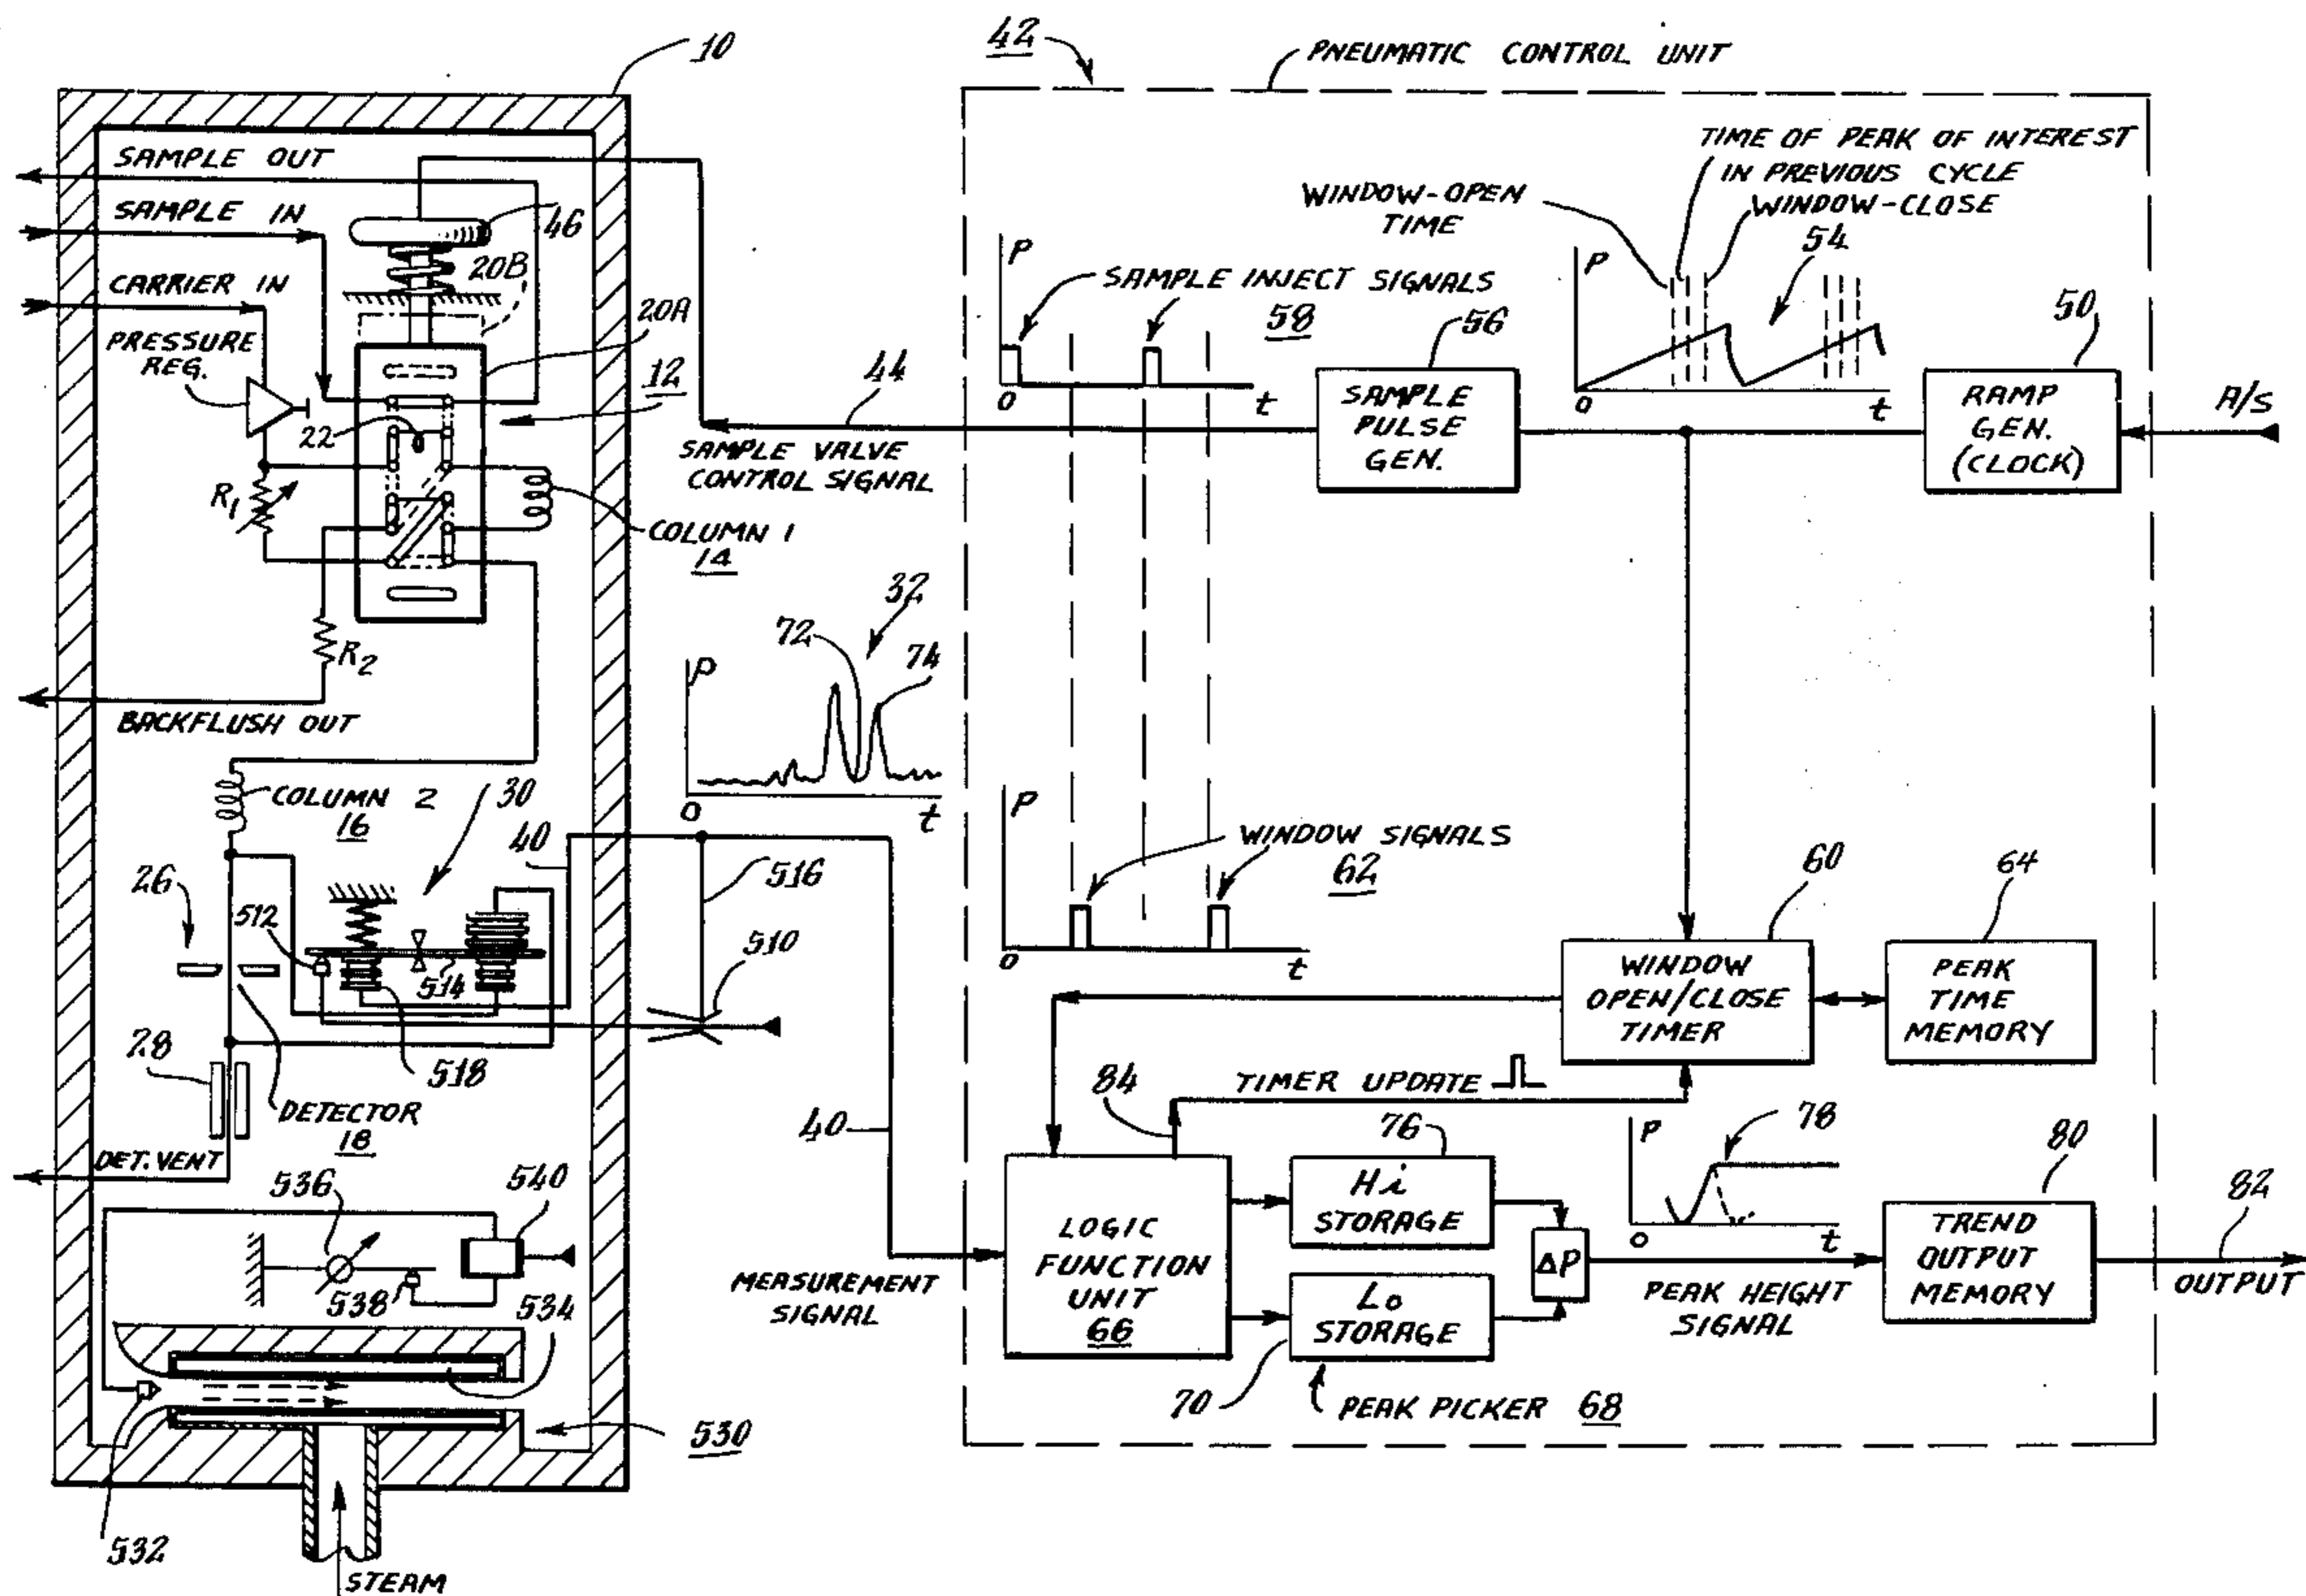 10
42
PNEUMATIC CONTROL UNIT
SAMPLE OUT
SAMPLE IN
CARRIER IN
PRESSURE
REG.
46
20B
20A
12
22
R1
R2
COLUMN 1
14
BACKFLUSH OUT
44
SAMPLE VALVE
CONTROL SIGNAL
P
SAMPLE INJECT SIGNALS
58
O
t
WINDOW-OPEN
TIME
TIME OF PEAK OF INTEREST
IN PREVIOUS CYCLE
WINDOW-CLOSE
54
P
O
t
56
SAMPLE
PULSE
GEN.
50
RAMP
GEN.
(CLOCK)
A/S
32
72
74
P
O
t
COLUMN 2
16
30
40
26
512
514
516
510
518
28
DETECTOR
18
DET. VENT
P
WINDOW SIGNALS
62
O
t
60
WINDOW
OPEN/CLOSE
TIMER
64
PEAK
TIME
MEMORY
TIMER UPDATE
84
40
MEASUREMENT
SIGNAL
LOGIC
FUNCTION
UNIT
66
76
Hi
STORAGE
Lo
STORAGE
70
PEAK PICKER 68
ΔP
P
78
O
t
PEAK HEIGHT
SIGNAL
80
TREND
OUTPUT
MEMORY
82
OUTPUT
536
540
538
534
530
532
STEAM